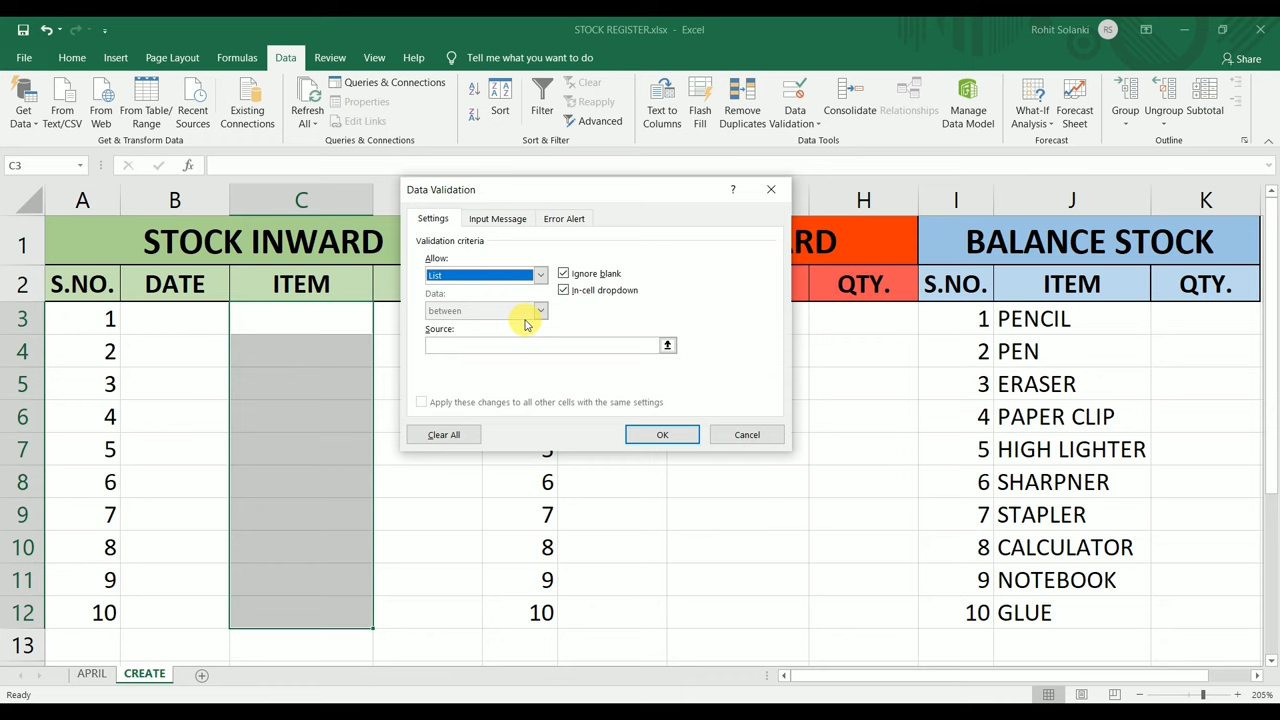 STOCK REGISTER.xlsx - Excel
Rohit Solanki RS
File Home Insert Page Layout Formulas Data Review View Help Tell me what you want to do Share
Get Data
From Text/CSV
From Web
From Table/ Range
Recent Sources
Existing Connections
Get & Transform Data
Refresh All
Queries & Connections
Properties
Edit Links
Queries & Connections
Sort
Filter
Clear
Reapply
Advanced
Sort & Filter
Text to Columns
Flash Fill
Remove Duplicates
Data Validation
Consolidate
Relationships
Manage Data Model
Data Tools
What-If Analysis
Forecast Sheet
Forecast
Group
Ungroup
Subtotal
Outline
C3 fx
Data Validation ?
Settings Input Message Error Alert
Validation criteria
Allow:
List Ignore blank
Data: In-cell dropdown
between
Source:
Apply these changes to all other cells with the same settings
Clear All OK Cancel
A B C H I J K
1 STOCK INWARD RD BALANCE STOCK
2 S.NO. DATE ITEM QTY. S.NO. ITEM QTY.
3 1 1 PENCIL
4 2 2 PEN
5 3 3 ERASER
6 4 4 PAPER CLIP
7 5 5 5 HIGH LIGHTER
8 6 6 6 SHARPNER
9 7 7 7 STAPLER
10 8 8 8 CALCULATOR
11 9 9 9 NOTEBOOK
12 10 10 10 GLUE
13
APRIL CREATE
Ready 205%